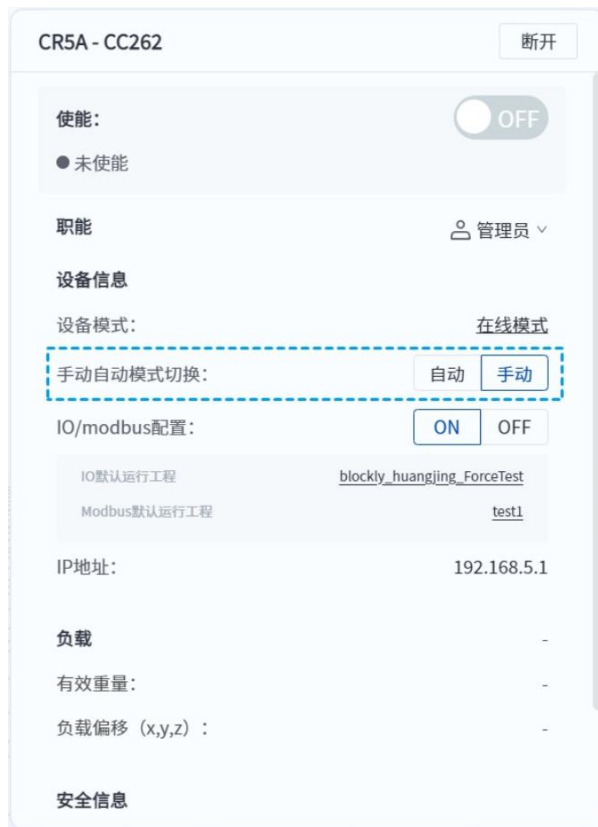 CR5A - CC262 断开
使能： OFF
未使能
职能 管理员
设备信息
设备模式： 在线模式
手动自动模式切换： 自动 手动
IO/modbus配置： ON OFF
IO默认运行工程 blockly_huangjing_ForceTest
Modbus默认运行工程 test1
IP地址： 192.168.5.1
负载 -
有效重量： -
负载偏移（x,y,z）： -
安全信息